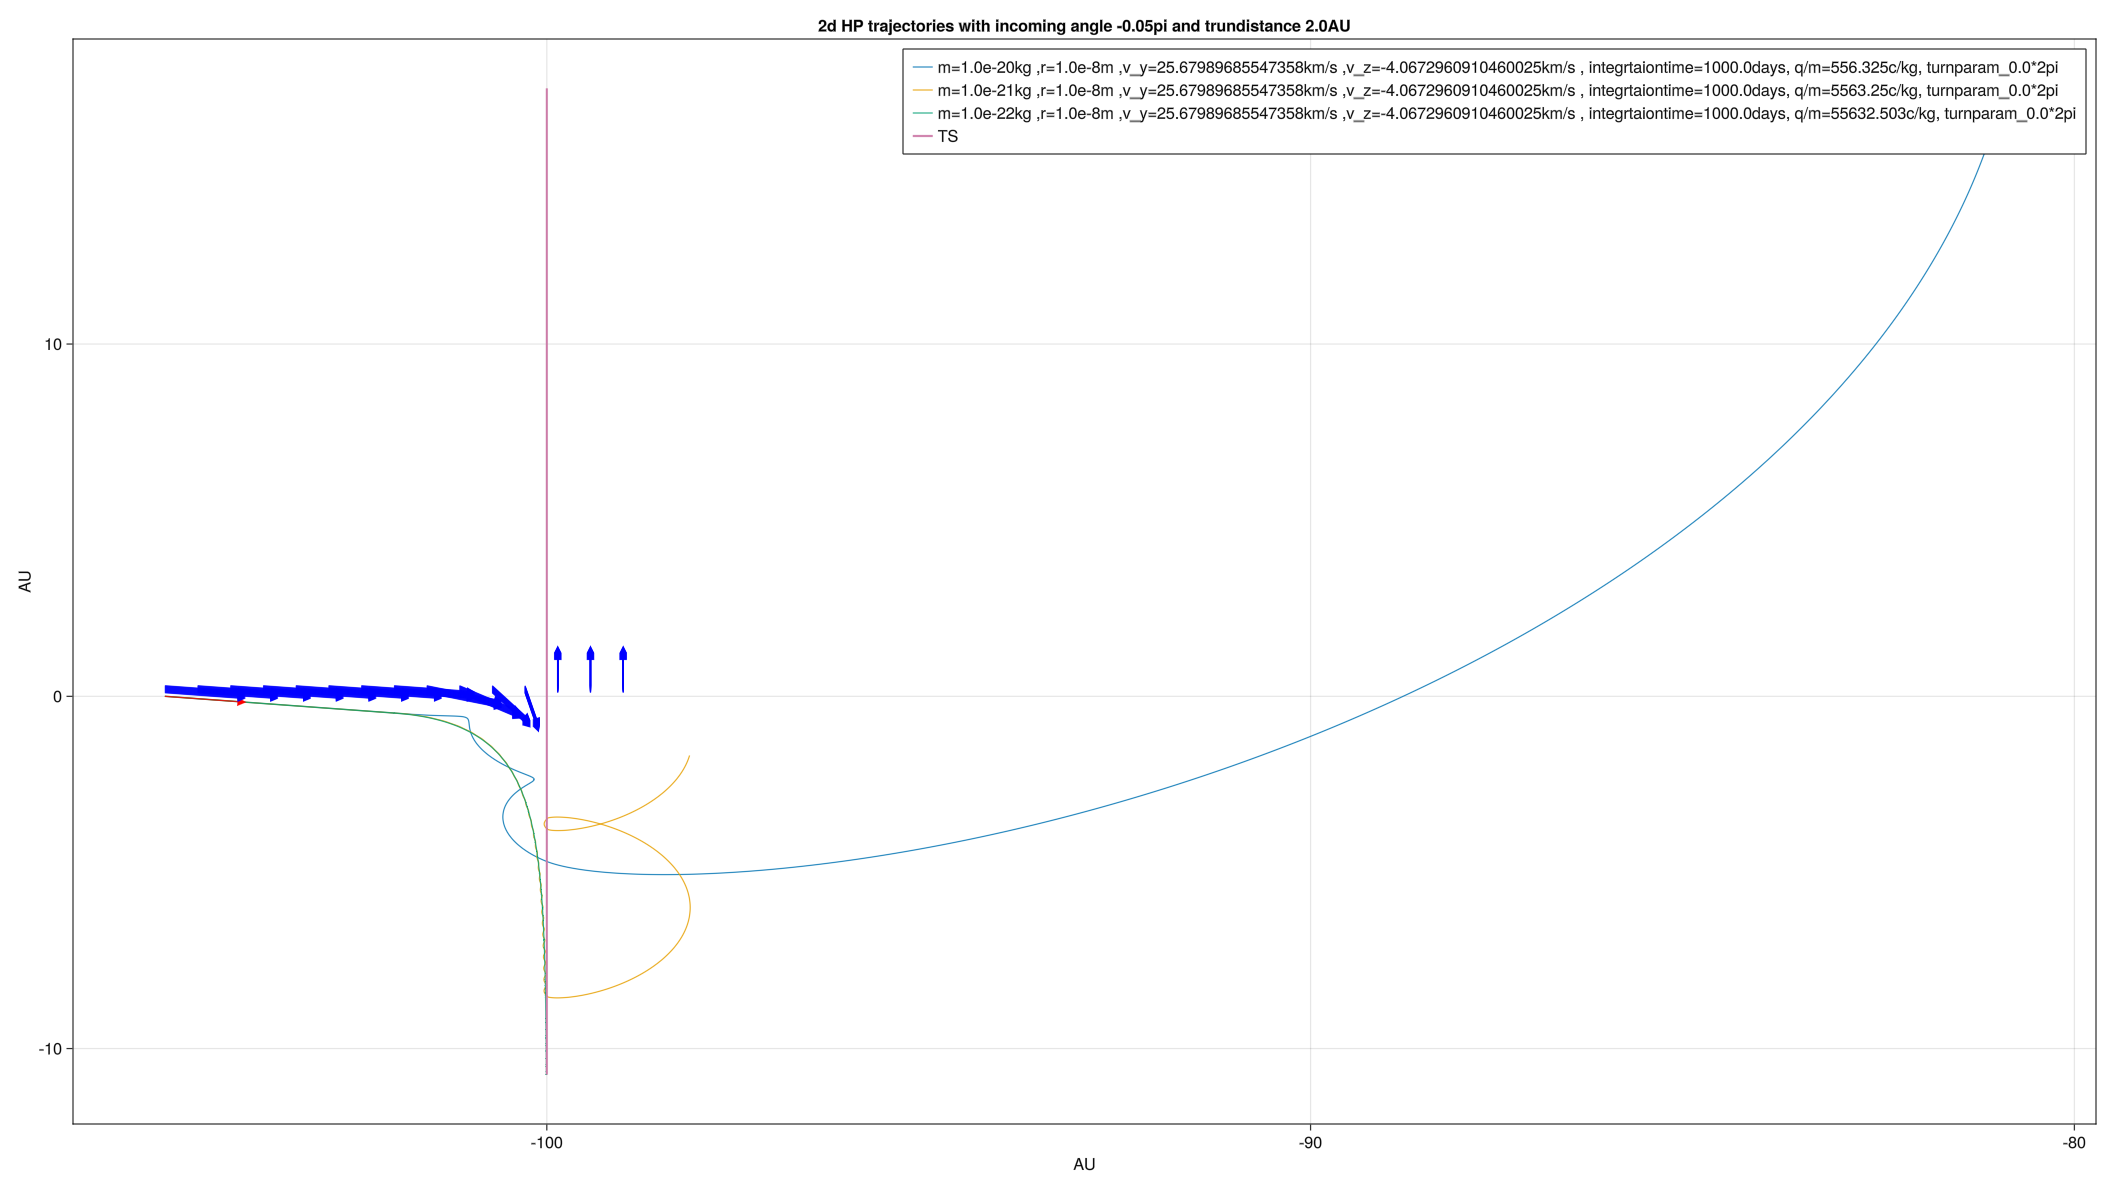 2d HP trajectories with incoming angle -0.05pi and trundistance 2.0AU
m=1.0e-20kg ,r=1.0e-8m ,v_y=25.67989685547358km/s ,v_z=-4.0672960910460025km/s , integrtaiontime=1000.0days, q/m=556.325c/kg, turnparam_0.0*2pi
m=1.0e-21kg ,r=1.0e-8m ,v_y=25.67989685547358km/s ,v_z=-4.0672960910460025km/s , integrtaiontime=1000.0days, q/m=5563.25c/kg, turnparam_0.0*2pi
m=1.0e-22kg ,r=1.0e-8m ,v_y=25.67989685547358km/s ,v_z=-4.0672960910460025km/s , integrtaiontime=1000.0days, q/m=55632.503c/kg, turnparam_0.0*2pi
TS
10
0
-10
AU
-100
-90
-80
AU